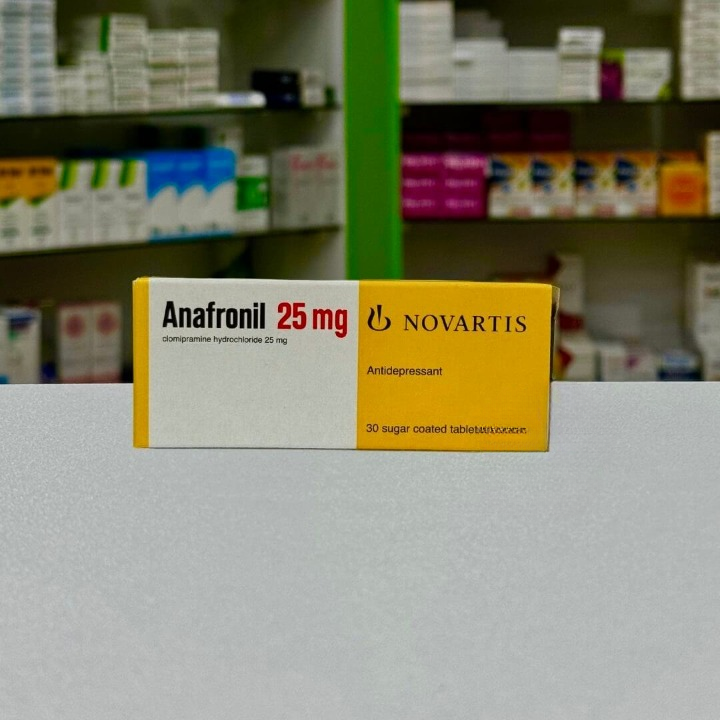 Anafronil 25 mg
clomipramine hydrochloride 25 mg
NOVARTIS
Antidepressant
30 sugar coated tablets